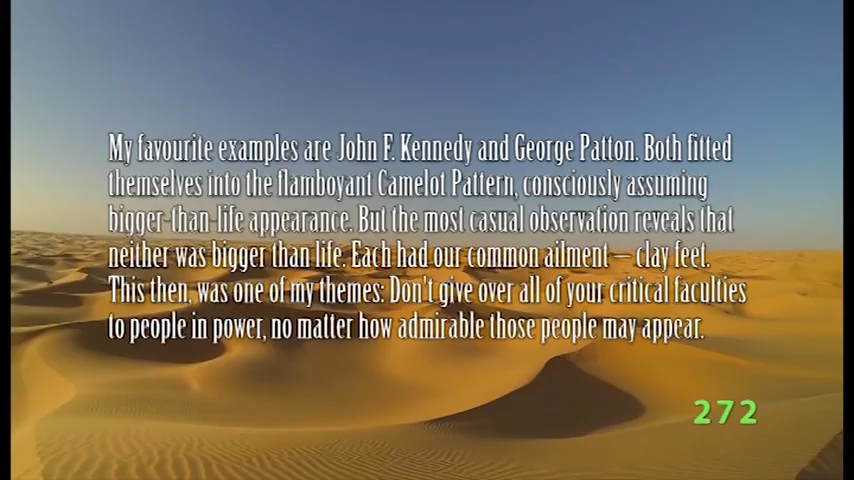 My favourite examples are John F. Kennedy and George Patton. Both fitted
themselves into the flamboyant Camelot Pattern, consciously assuming
bigger-than-life appearance. But the most casual observation reveals that
neither was bigger than life. Each had our common ailment – clay feet.
This then, was one of my themes: Don't give over all of your critical faculties
to people in power, no matter how admirable those people may appear.
272